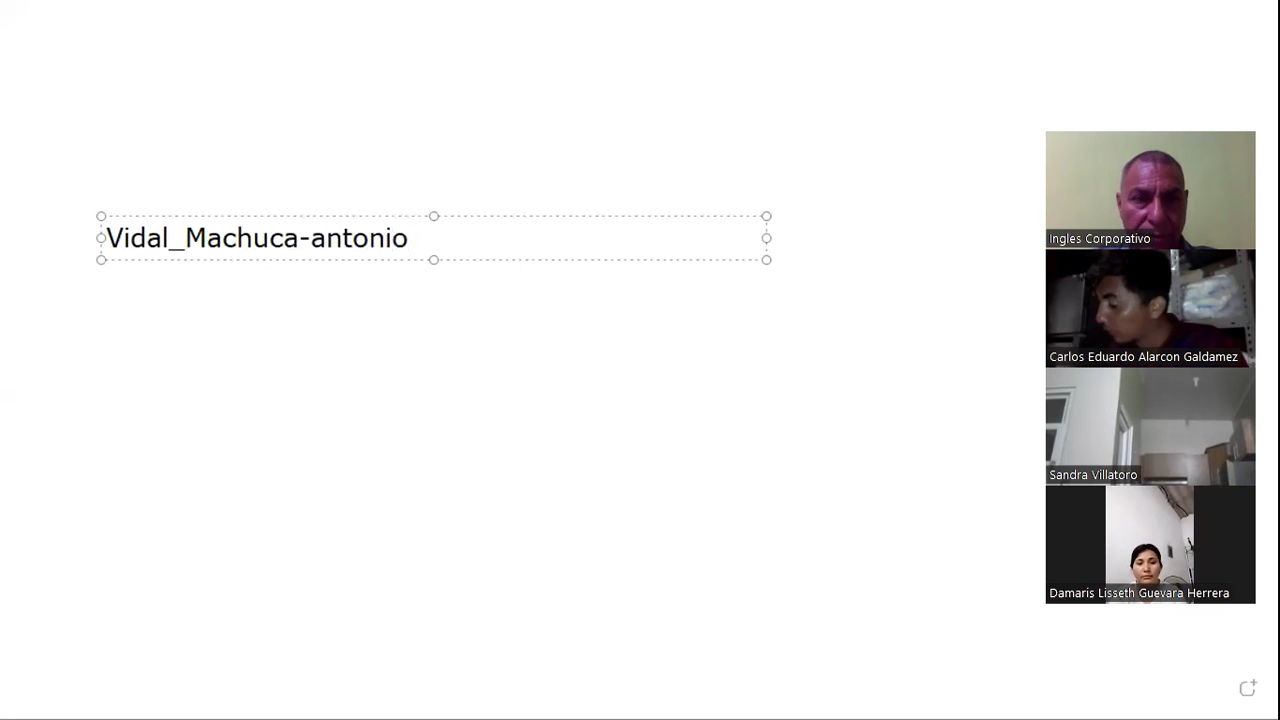 Vidal_Machuca-antonio
Ingles Corporativo
Carlos Eduardo Alarcon Galdamez
Sandra Villatoro
Damaris Lisseth Guevara Herrera